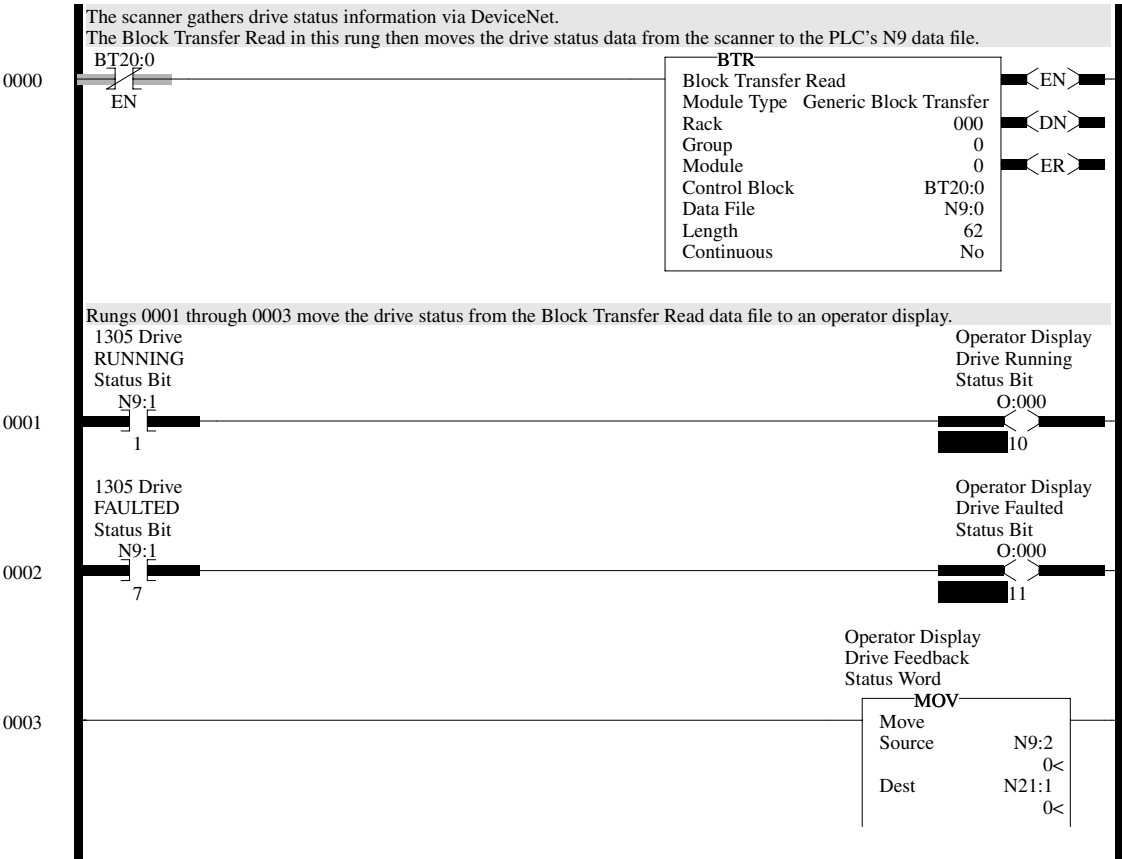 The scanner gathers drive status information via DeviceNet.
The Block Transfer Read in this rung then moves the drive status data from the scanner to the PLC's N9 data file.
0000
BT20:0
EN
BTR
Block Transfer Read
Module Type Generic Block Transfer
Rack 000
Group 0
Module 0
Control Block BT20:0
Data File N9:0
Length 62
Continuous No
EN
DN
ER
Rungs 0001 through 0003 move the drive status from the Block Transfer Read data file to an operator display.
0001
1305 Drive
RUNNING
Status Bit
N9:1
1
Operator Display
Drive Running
Status Bit
O:000
10
0002
1305 Drive
FAULTED
Status Bit
N9:1
7
Operator Display
Drive Faulted
Status Bit
O:000
11
0003
Operator Display
Drive Feedback
Status Word
MOV
Move
Source N9:2
0<
Dest N21:1
0<